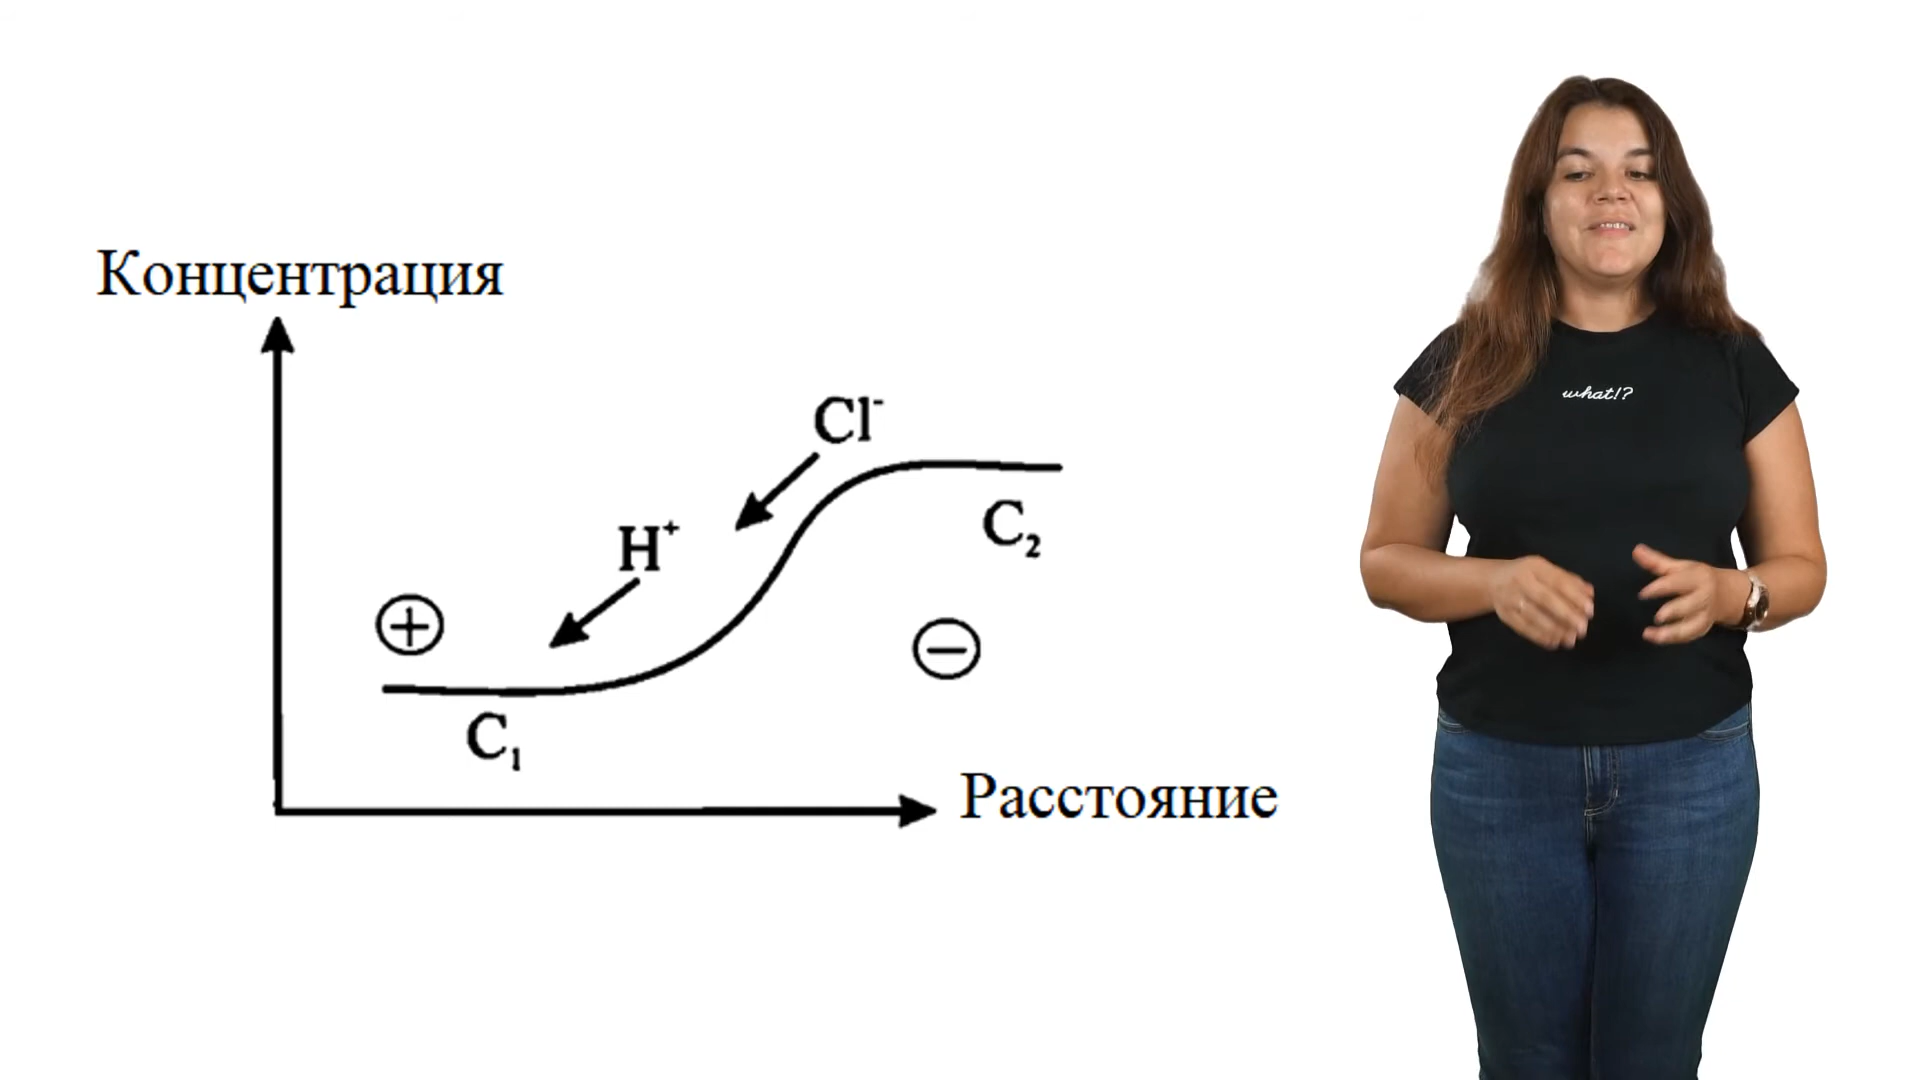 Концентрация
Cl⁻
H⁺
C₂
⊕
⊖
C₁
Расстояние
what!?